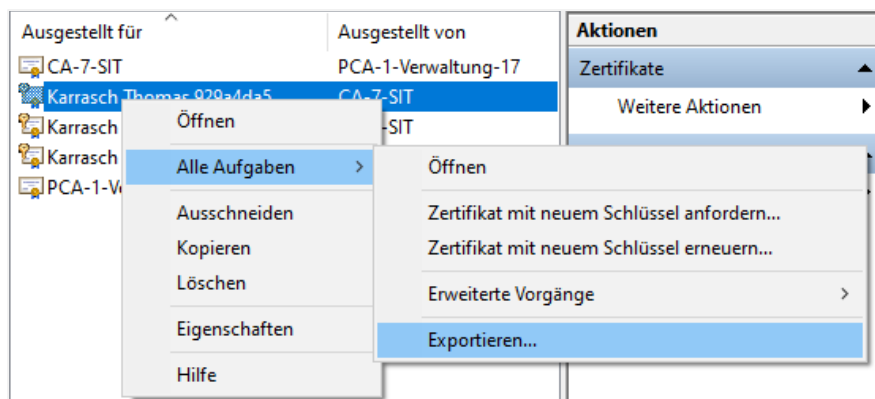 Ausgestellt für
Ausgestellt von
Aktionen
CA-7-SIT
PCA-1-Verwaltung-17
Zertifikate
Karrasch Thomas 929a4da5
CA-7-SIT
Weitere Aktionen
Karrasch
-SIT
Karrasch
PCA-1-V
Öffnen
Alle Aufgaben
Ausschneiden
Kopieren
Löschen
Eigenschaften
Hilfe
Öffnen
Zertifikat mit neuem Schlüssel anfordern...
Zertifikat mit neuem Schlüssel erneuern...
Erweiterte Vorgänge
Exportieren...